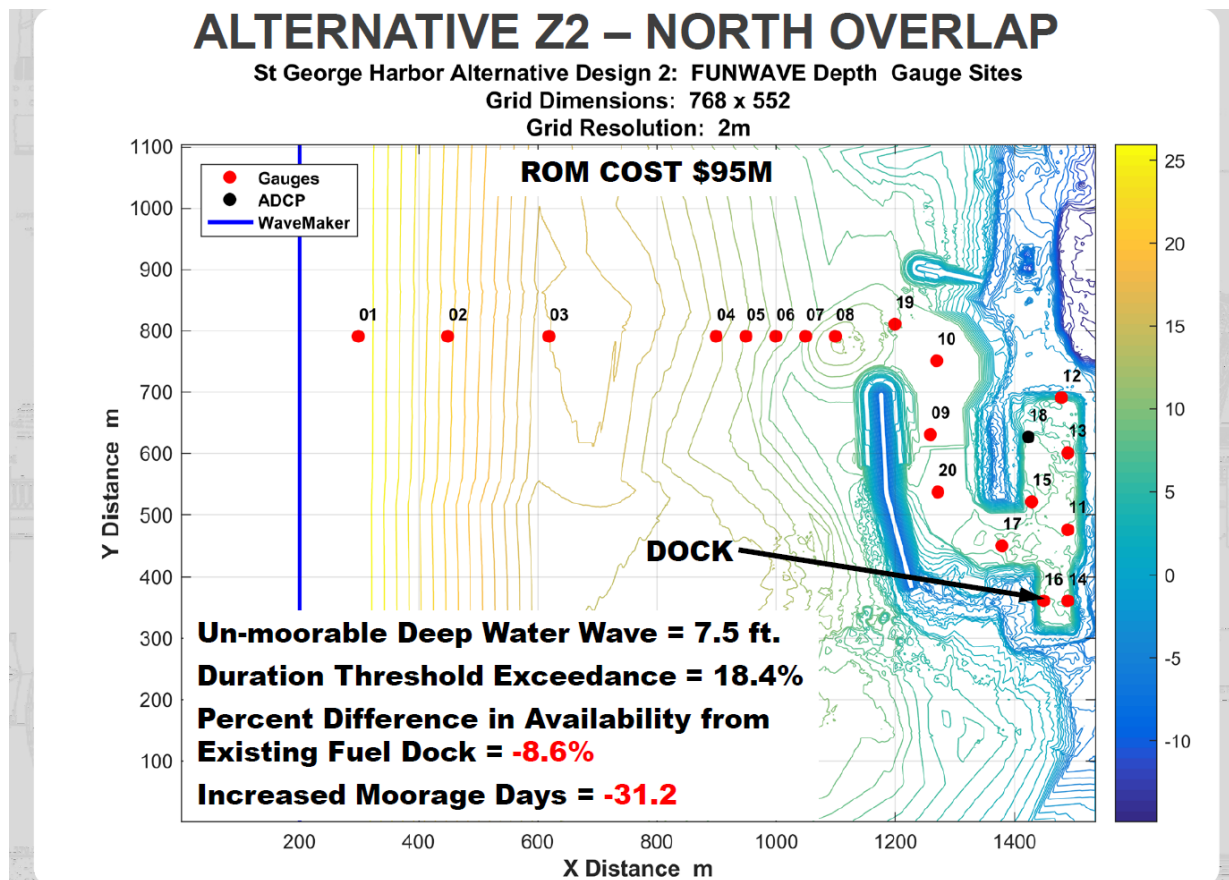 ALTERNATIVE Z2 – NORTH OVERLAP
St George Harbor Alternative Design 2: FUNWAVE Depth Gauge Sites
Grid Dimensions: 768 x 552
Grid Resolution: 2m
ROM COST $95M
Gauges
ADCP
WaveMaker
Y Distance m
1100
1000
900
800
700
600
500
400
300
200
100
01
02
03
04
05
06
07
08
19
10
09
20
12
18
13
15
11
17
16
14
DOCK
Un-moorable Deep Water Wave = 7.5 ft.
Duration Threshold Exceedance = 18.4%
Percent Difference in Availability from
Existing Fuel Dock = -8.6%
Increased Moorage Days = -31.2
200
400
600
800
1000
1200
1400
X Distance m
25
20
15
10
5
0
-5
-10